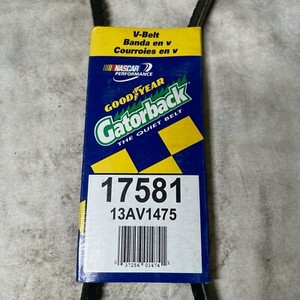 V-Belt
Banda en v
Courroies en v
NASCAR
PERFORMANCE
GOODYEAR
Gatorback
THE QUIET BELT
17581
13AV1475